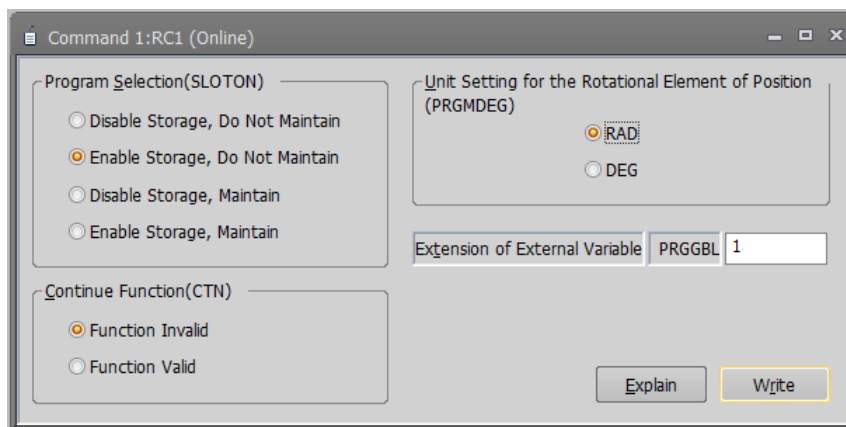 Command 1:RC1 (Online)
Program Selection(SLOTON)
Disable Storage, Do Not Maintain
Enable Storage, Do Not Maintain
Disable Storage, Maintain
Enable Storage, Maintain
Continue Function(CTN)
Function Invalid
Function Valid
Unit Setting for the Rotational Element of Position
(PRGMDEG)
RAD
DEG
Extension of External Variable PRGGBL 1
Explain Write